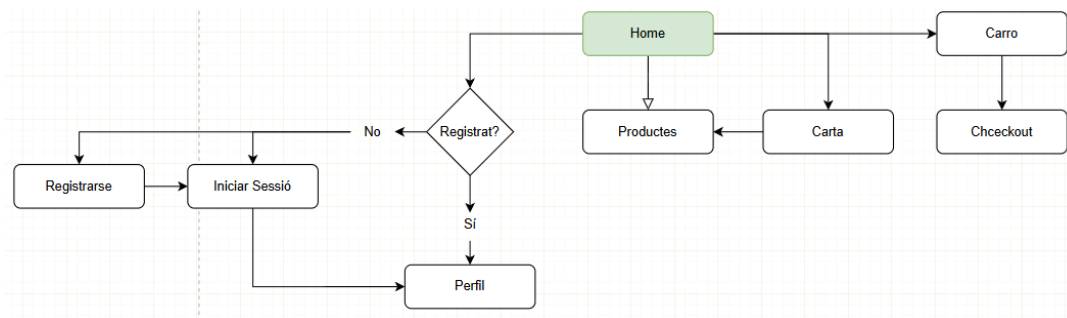 Home
Carro
No
Registrat?
Productes
Carta
Chceckout
Registrarse
Iniciar Sessió
Sí
Perfil